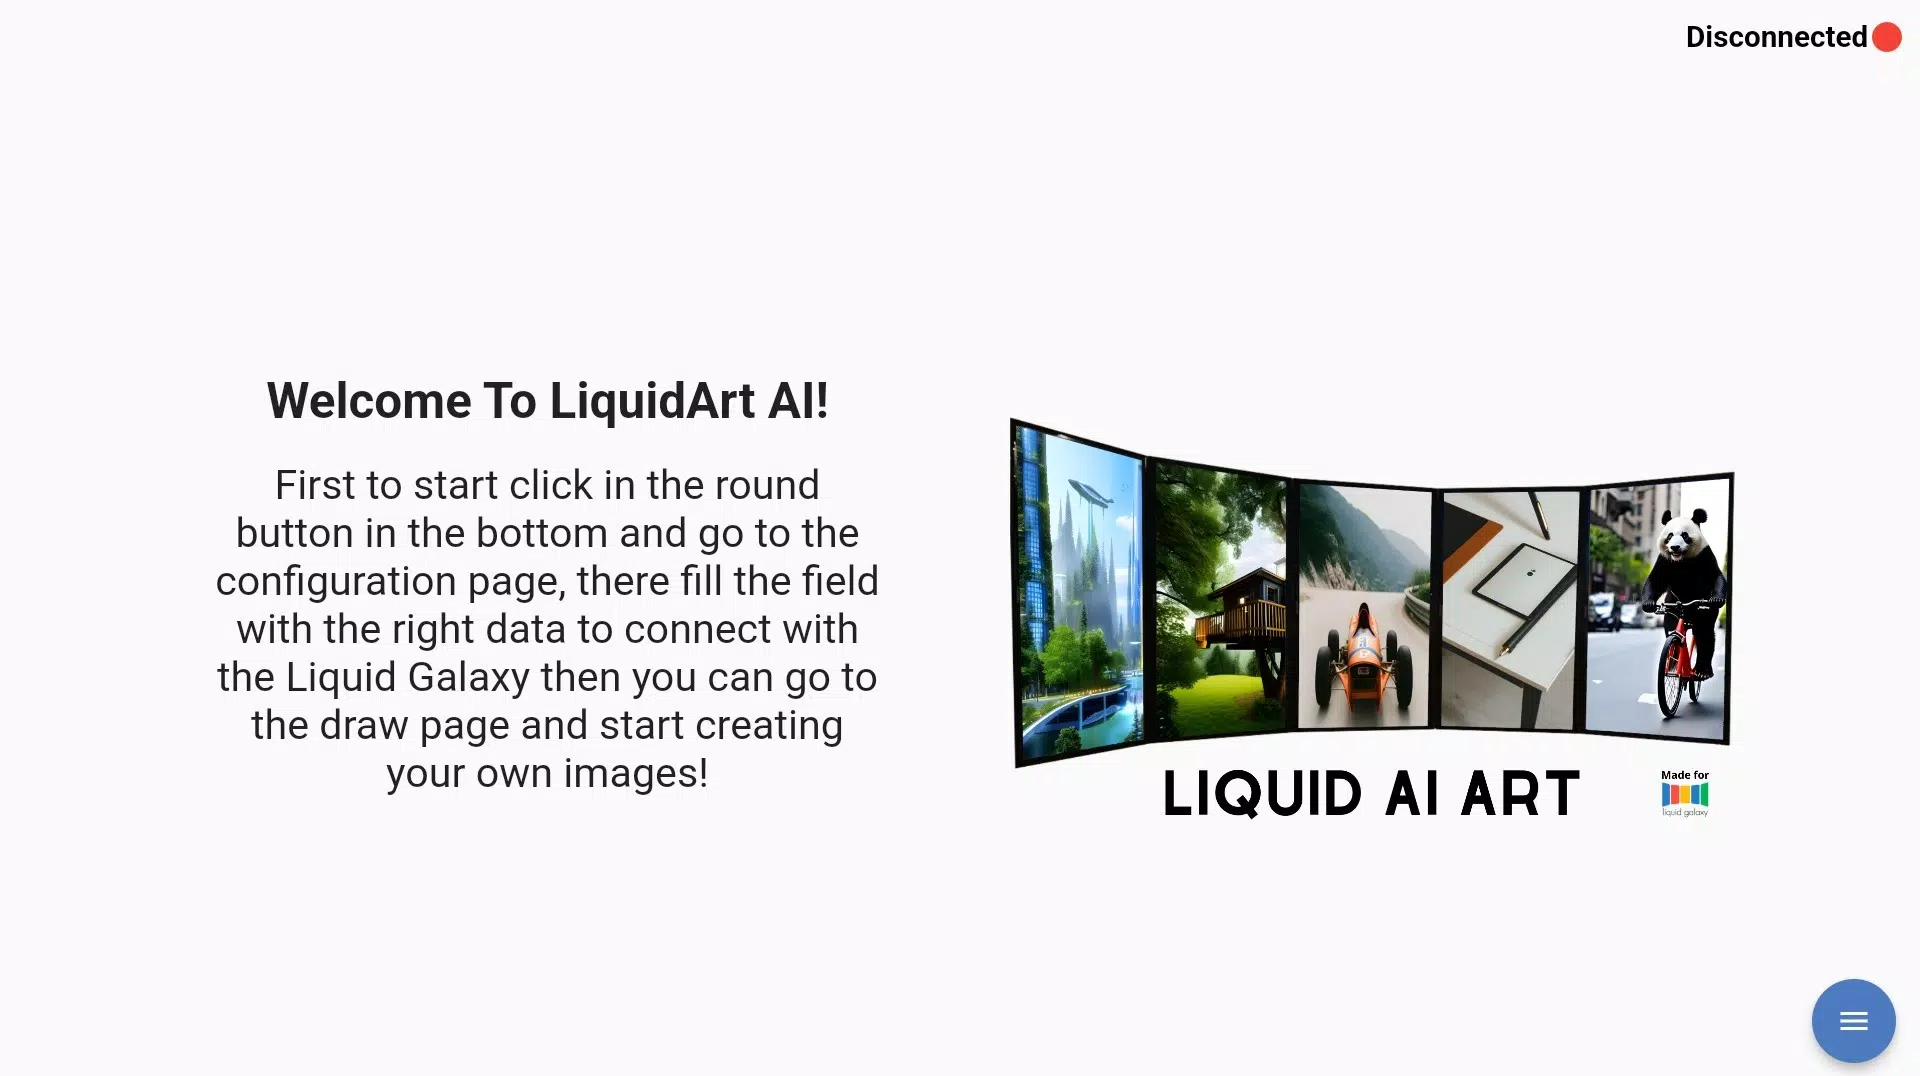 Disconnected
Welcome To LiquidArt AI!
First to start click in the round
button in the bottom and go to the
configuration page, there fill the field
with the right data to connect with
the Liquid Galaxy then you can go to
the draw page and start creating
your own images!
LIQUID AI ART
Made for
liquid galaxy